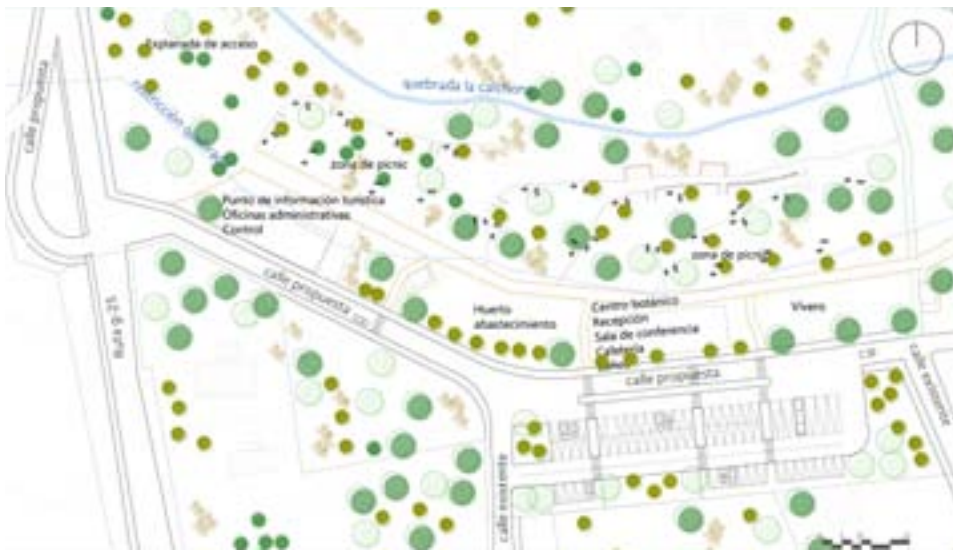 Explanada de acceso
calle propuesta
quebrada la calchona
zona de picnic
Punto de información turística
Oficinas administrativas
Control
zona de picnic
calle propuesta
Ruta g-25
Huerto
abastecimiento
Centro botánico
Recepción
Sala de conferencia
Cafetería
Vivero
calle propuesta
calle existente
calle existente